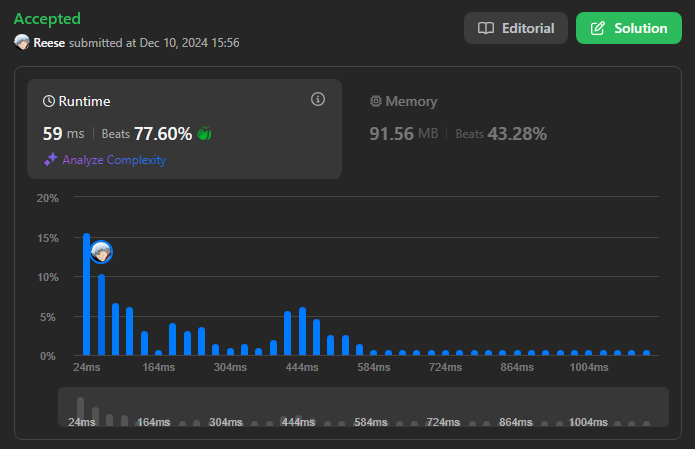 Accepted
Reese submitted at Dec 10, 2024 15:56
Editorial
Solution
Runtime
59 ms | Beats 77.60%
Analyze Complexity
Memory
91.56 MB | Beats 43.28%
20%
15%
10%
5%
0%
24ms 164ms 304ms 444ms 584ms 724ms 864ms 1004ms
24ms 164ms 304ms 444ms 584ms 724ms 864ms 1004ms